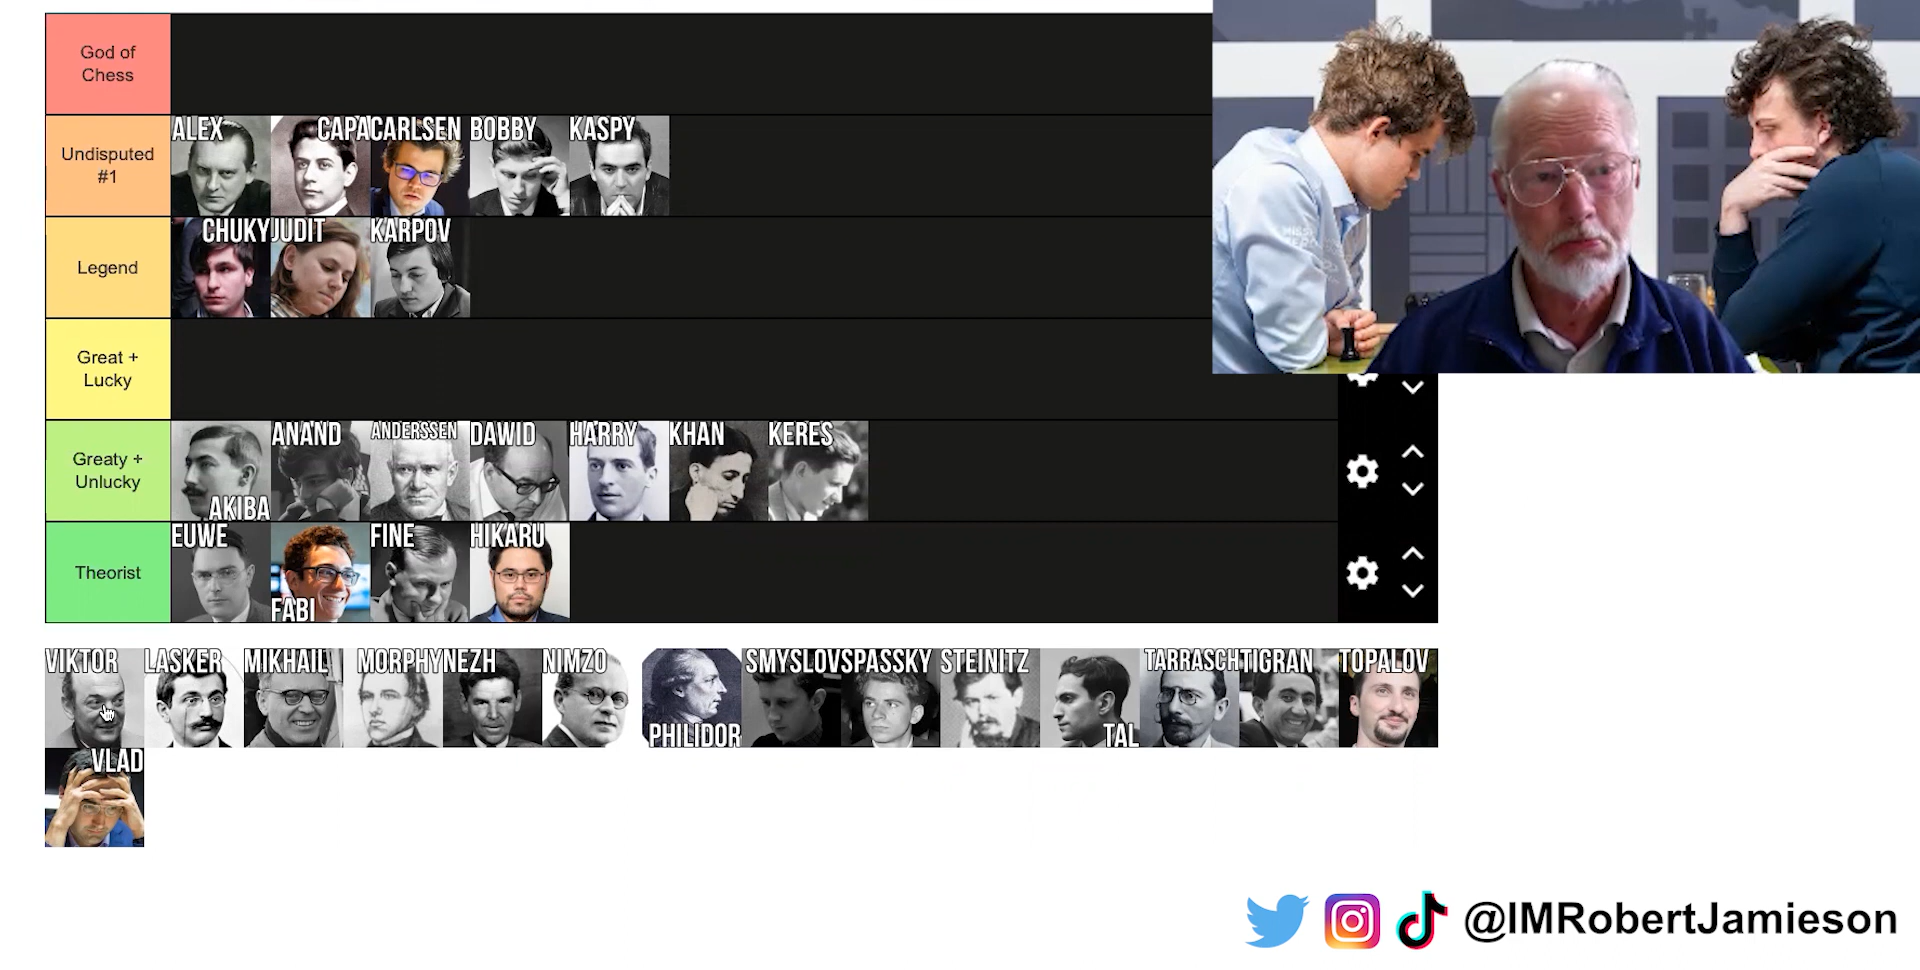 God of
Chess
ALEX CAPA CARLSEN BOBBY KASPY
Undisputed
#1
CHUKY JUDIT KARPOV
Legend
Great +
Lucky
ANAND ANDERSSEN DAWID HARRY KHAN KERES
Greaty +
Unlucky
AKIBA
EUWE FINE HIKARU
Theorist
FABI
VIKTOR LASKER MIKHAIL MORPHY NEZH NIMZO SMYSLOV SPASSKY STEINITZ TARRASCH TIGRAN TOPALOV
PHILIDOR TAL
VLAD
@IMRobertJamieson